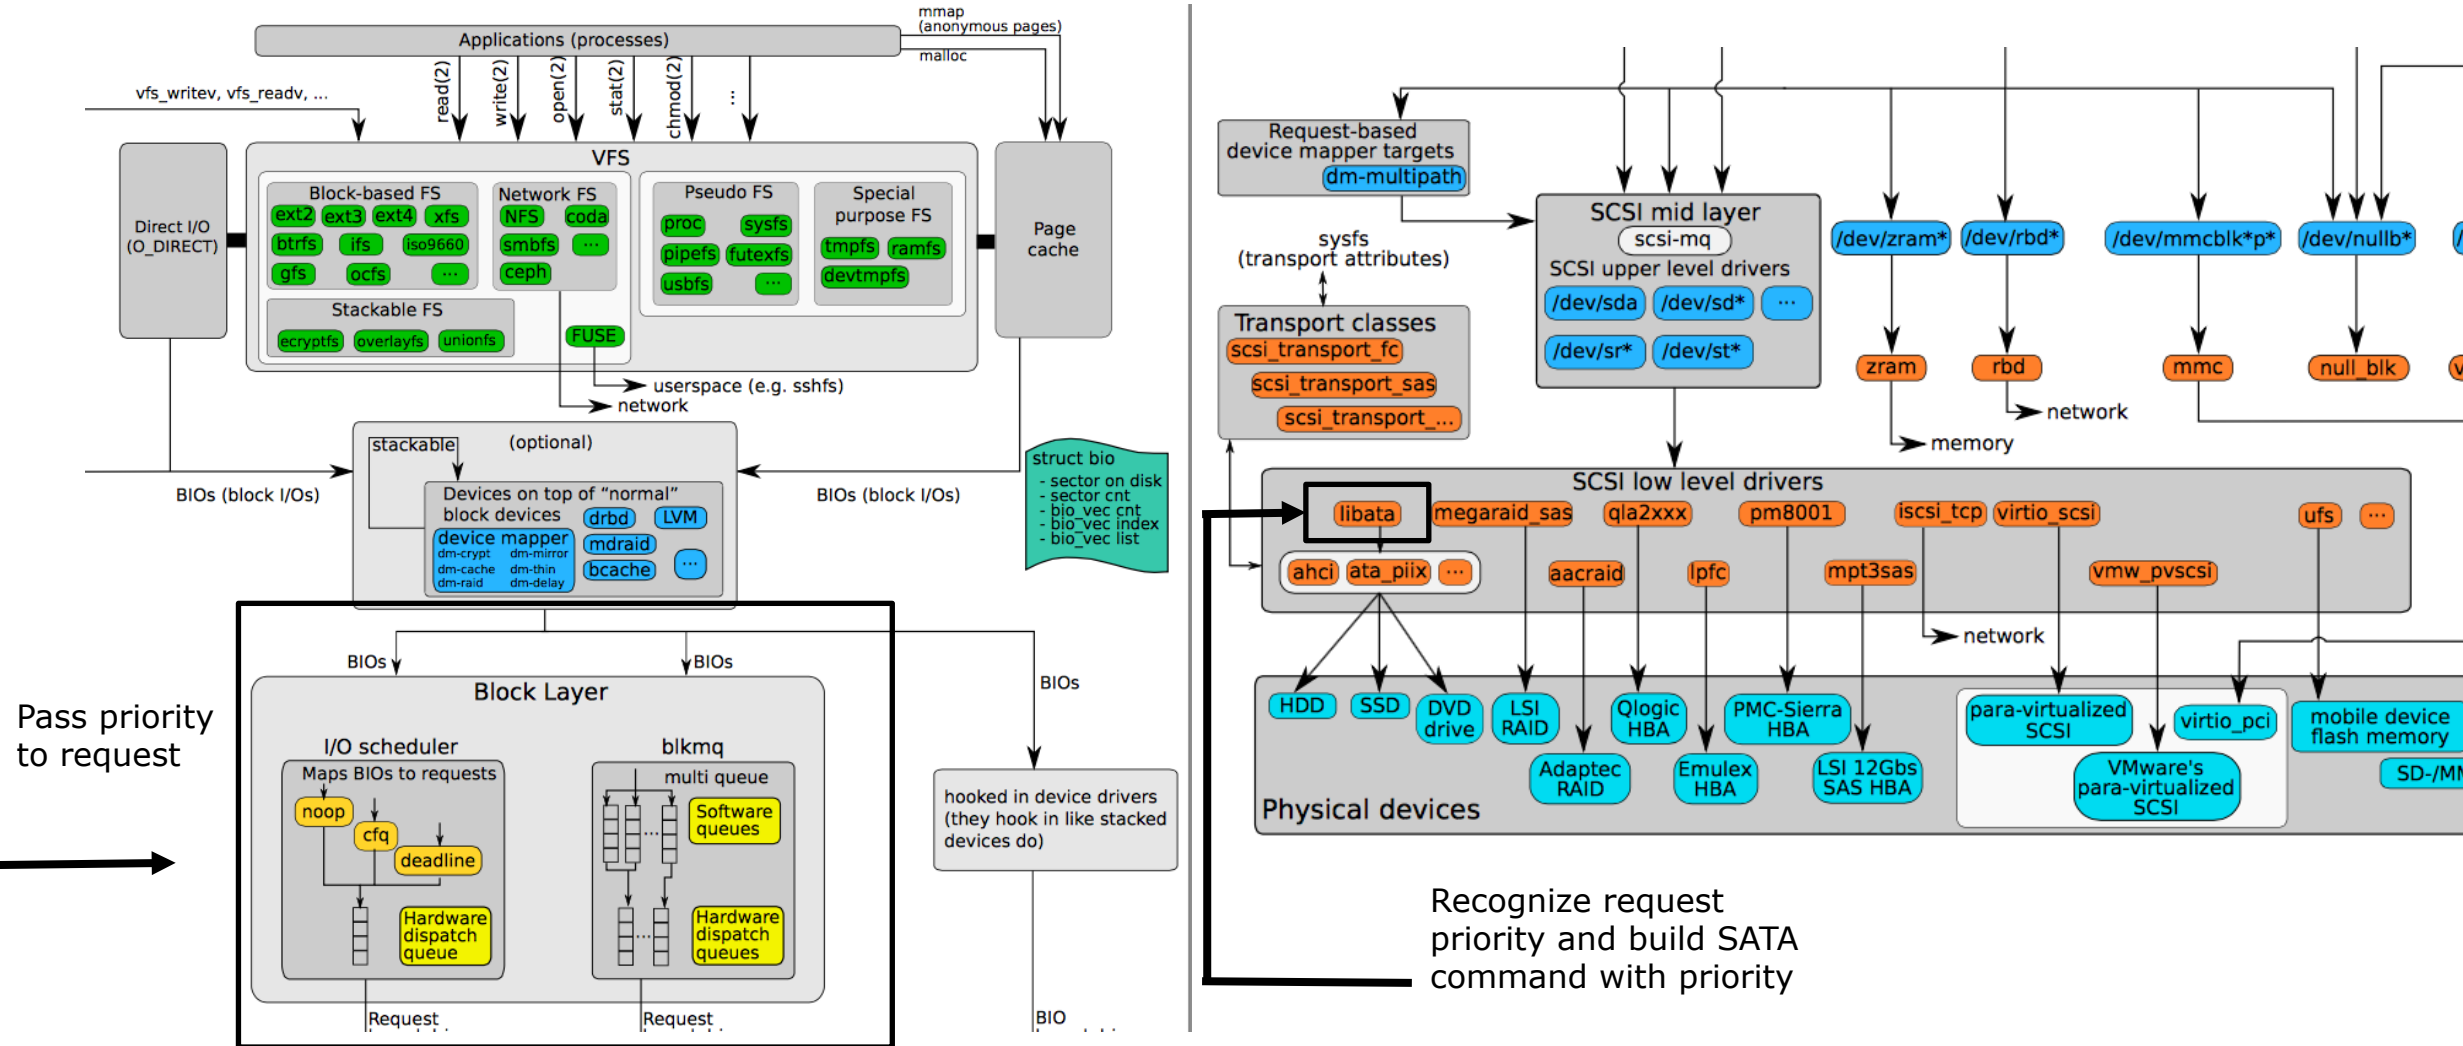 mmap
(anonymous pages)
Applications (processes)
malloc
read(2)
write(2)
open(2)
stat(2)
chmod(2)
...
vfs_writev, vfs_readv, ...
VFS
Direct I/O
(O_DIRECT)
Block-based FS
ext2 ext3 ext4 xfs
btrfs ifs iso9660
gfs ocfs ...
Network FS
NFS coda
smbfs ...
ceph
Stackable FS
ecryptfs overlayfs unionfs
FUSE
Pseudo FS
proc sysfs
pipefs futexfs
usbfs ...
Special
purpose FS
tmpfs ramfs
devtmpfs
Page
cache
userspace (e.g. sshfs)
network
stackable
(optional)
BIOs (block I/Os)
BIOs (block I/Os)
Devices on top of “normal”
block devices
drbd LVM
device mapper
dm-crypt dm-mirror
dm-cache dm-thin
dm-raid dm-delay
mdraid
bcache
...
struct bio
- sector on disk
- sector cnt
- bio_vec cnt
- bio_vec index
- bio_vec list
BIOs
BIOs
BIOs
Pass priority
to request
Block Layer
I/O scheduler
Maps BIOs to requests
noop
cfq
deadline
Hardware
dispatch
queue
blkmq
multi queue
...
Software
queues
...
Hardware
dispatch
queues
hooked in device drivers
(they hook in like stacked
devices do)
Request
Request
BIO
Request-based
device mapper targets
dm-multipath
sysfs
(transport attributes)
Transport classes
scsi_transport_fc
scsi_transport_sas
scsi_transport_...
SCSI mid layer
scsi-mq
SCSI upper level drivers
/dev/sda /dev/sd* ...
/dev/sr* /dev/st*
/dev/zram* /dev/rbd* /dev/mmcblk*p* /dev/nullb*
zram rbd mmc null_blk
network
memory
SCSI low level drivers
libata megaraid_sas qla2xxx pm8001 iscsi_tcp virtio_scsi ufs ...
ahci ata_piix ... aacraid lpfc mpt3sas vmw_pvscsi
network
HDD SSD DVD
drive
LSI
RAID
Qlogic
HBA
PMC-Sierra
HBA
para-virtualized
SCSI
virtio_pci
mobile device
flash memory
Adaptec
RAID
Emulex
HBA
LSI 12Gbs
SAS HBA
VMware's
para-virtualized
SCSI
Physical devices
Recognize request
priority and build SATA
command with priority